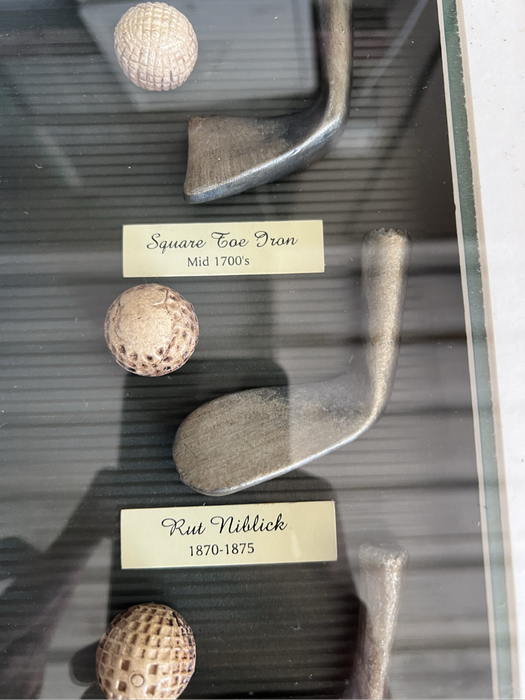 Square Toe Iron
Mid 1700's
Rut Niblick
1870-1875